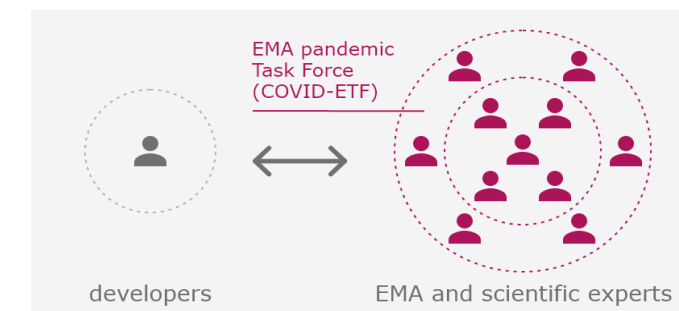 EMA pandemic
Task Force
(COVID-ETF)
developers
EMA and scientific experts